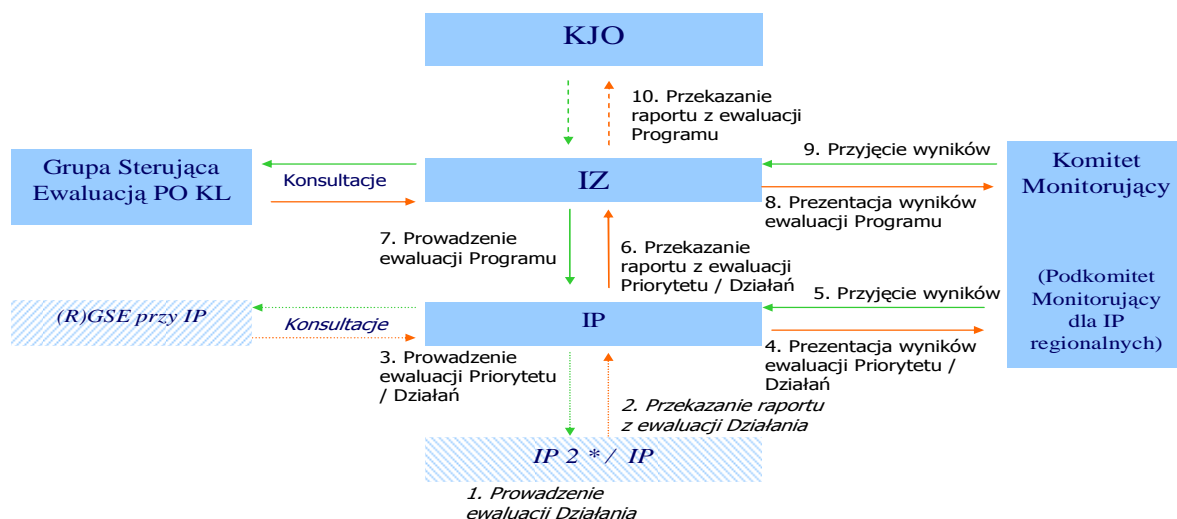 KJO
10. Przekazanie
raportu z ewaluacji
Programu
Grupa Sterująca
Ewaluacją PO KL
Konsultacje
IZ
9. Przyjęcie wyników
8. Prezentacja wyników
ewaluacji Programu
Komitet
Monitorujący
(Podkomitet
Monitorujący
dla IP
regionalnych)
7. Prowadzenie
ewaluacji Programu
6. Przekazanie
raportu z ewaluacji
Priorytetu / Działań
(R)GSE przy IP
Konsultacje
IP
5. Przyjęcie wyników
4. Prezentacja wyników
ewaluacji Priorytetu /
Działań
3. Prowadzenie
ewaluacji Priorytetu
/ Działań
2. Przekazanie raportu
z ewaluacji Działania
IP 2 * / IP
1. Prowadzenie
ewaluacji Działania